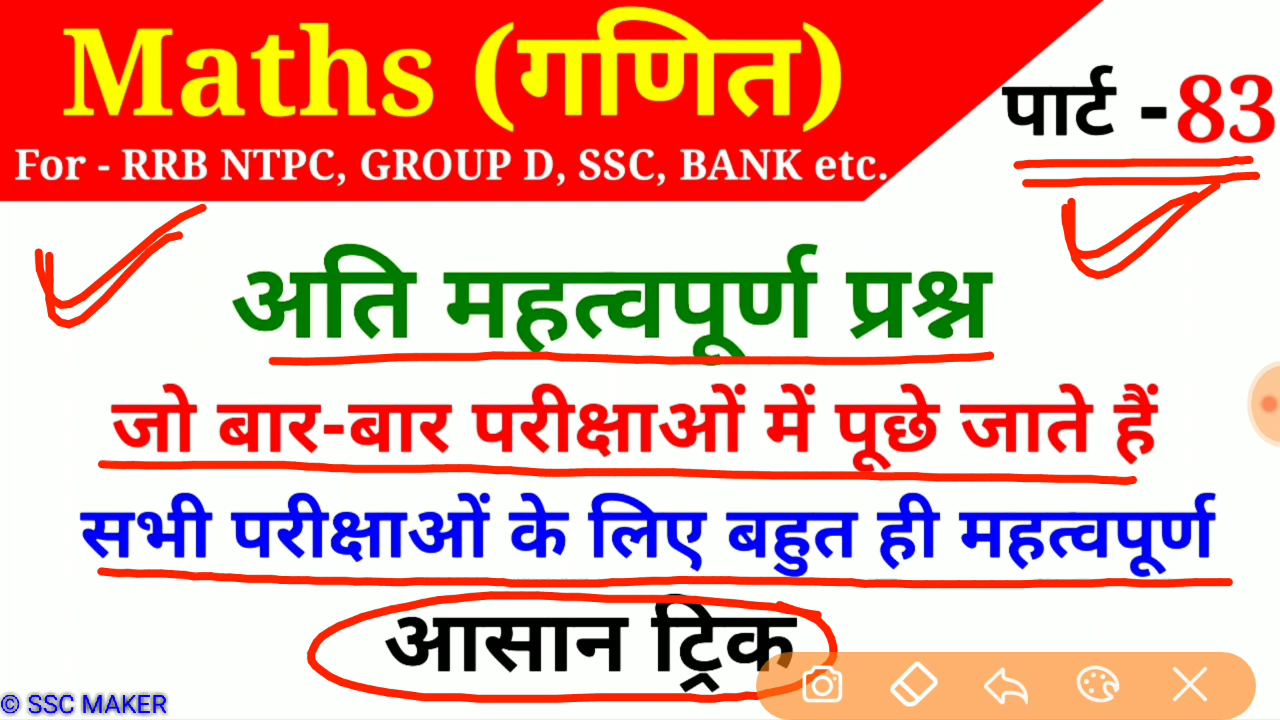 Maths (गणित)
For - RRB NTPC, GROUP D, SSC, BANK etc.
पार्ट -83
अति महत्वपूर्ण प्रश्न
जो बार-बार परीक्षाओं में पूछे जाते हैं
सभी परीक्षाओं के लिए बहुत ही महत्वपूर्ण
आसान ट्रिक
© SSC MAKER